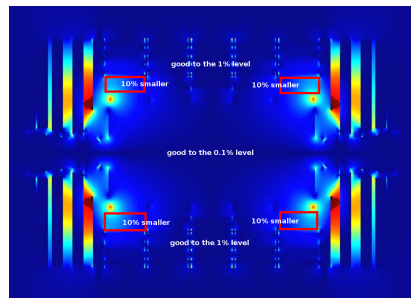 good to the 1% level
10% smaller
10% smaller
good to the 0.1% level
10% smaller
10% smaller
good to the 1% level